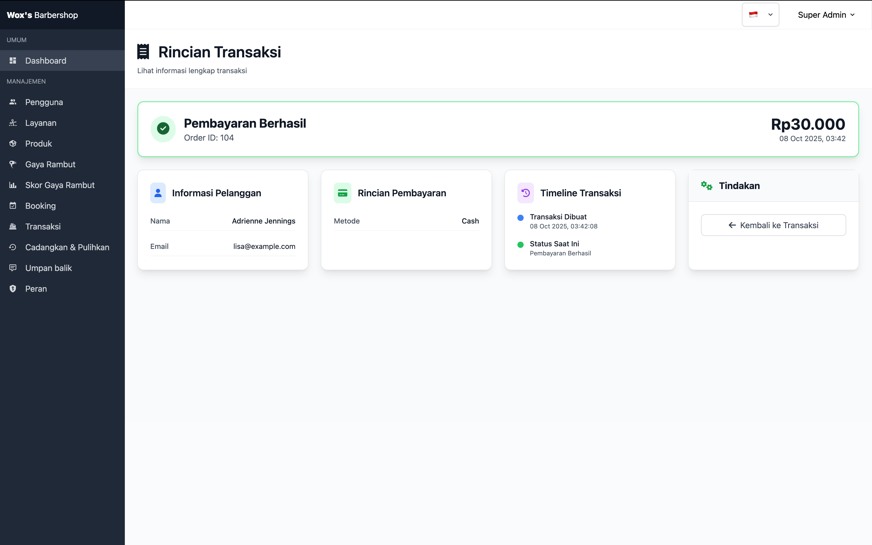 Wox's Barbershop
Super Admin
UMUM
Dashboard
MANAJEMEN
Pengguna
Layanan
Produk
Gaya Rambut
Skor Gaya Rambut
Booking
Transaksi
Cadangkan & Pulihkan
Umpan balik
Peran
Rincian Transaksi
Lihat informasi lengkap transaksi
Pembayaran Berhasil
Order ID: 104
Rp30.000
08 Oct 2025, 03:42
Informasi Pelanggan
Nama Adrienne Jennings
Email lisa@example.com
Rincian Pembayaran
Metode Cash
Timeline Transaksi
Transaksi Dibuat
08 Oct 2025, 03:42:08
Status Saat Ini
Pembayaran Berhasil
Tindakan
Kembali ke Transaksi